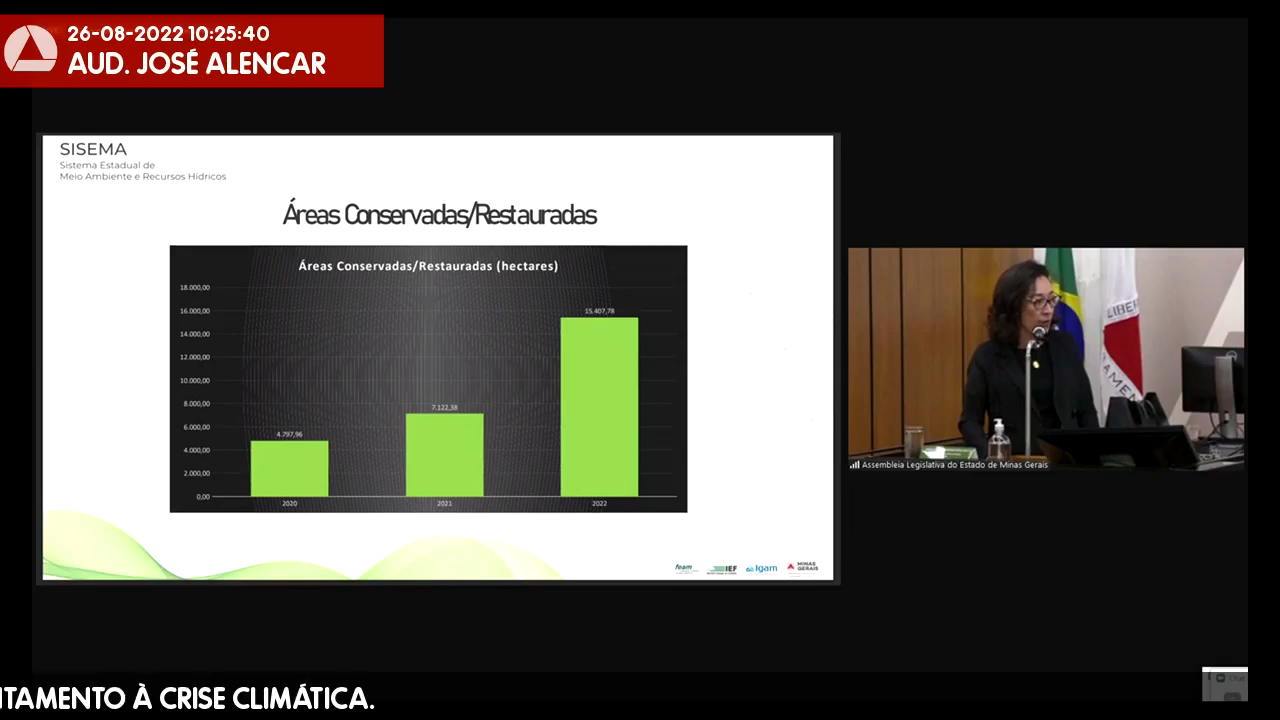 26-08-2022 10:25:40
AUD. JOSÉ ALENCAR
SISEMA
Sistema Estadual de
Meio Ambiente e Recursos Hídricos
Áreas Conservadas/Restauradas
Áreas Conservadas/Restauradas (hectares)
18.000,00
16.000,00
14.000,00
12.000,00
10.000,00
8.000,00
6.000,00
4.000,00
2.000,00
0,00
4.797,96
7.122,38
15.407,78
2020
2021
2022
feam
IEF
igam
MINAS
GERAIS
LIBER
TAMEN
Assembleia Legislativa do Estado de Minas Gerais
Chat
NTAMENTO À CRISE CLIMÁTICA.